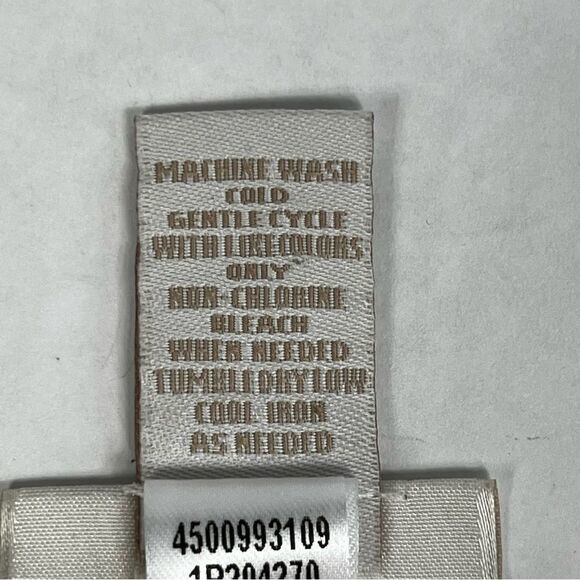 MACHINE WASH
COLD
GENTLE CYCLE
WITH LIKE COLORS
ONLY
NON-CHLORINE
BLEACH
WHEN NEEDED
TUMBLE DRY LOW
COOL IRON
AS NEEDED
4500993109
1P204270